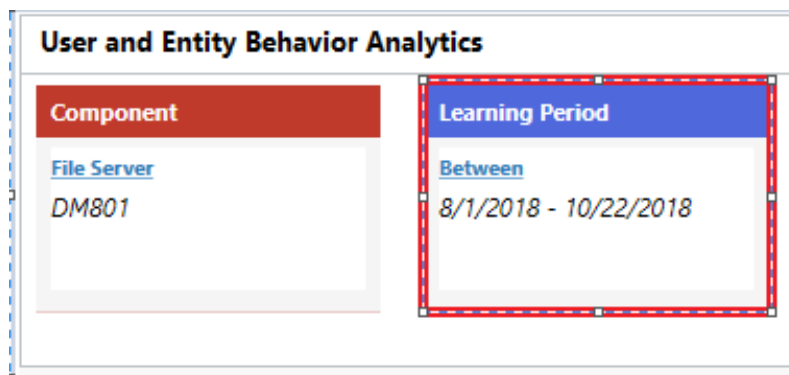 User and Entity Behavior Analytics
Component
File Server
DM801
Learning Period
Between
8/1/2018 - 10/22/2018